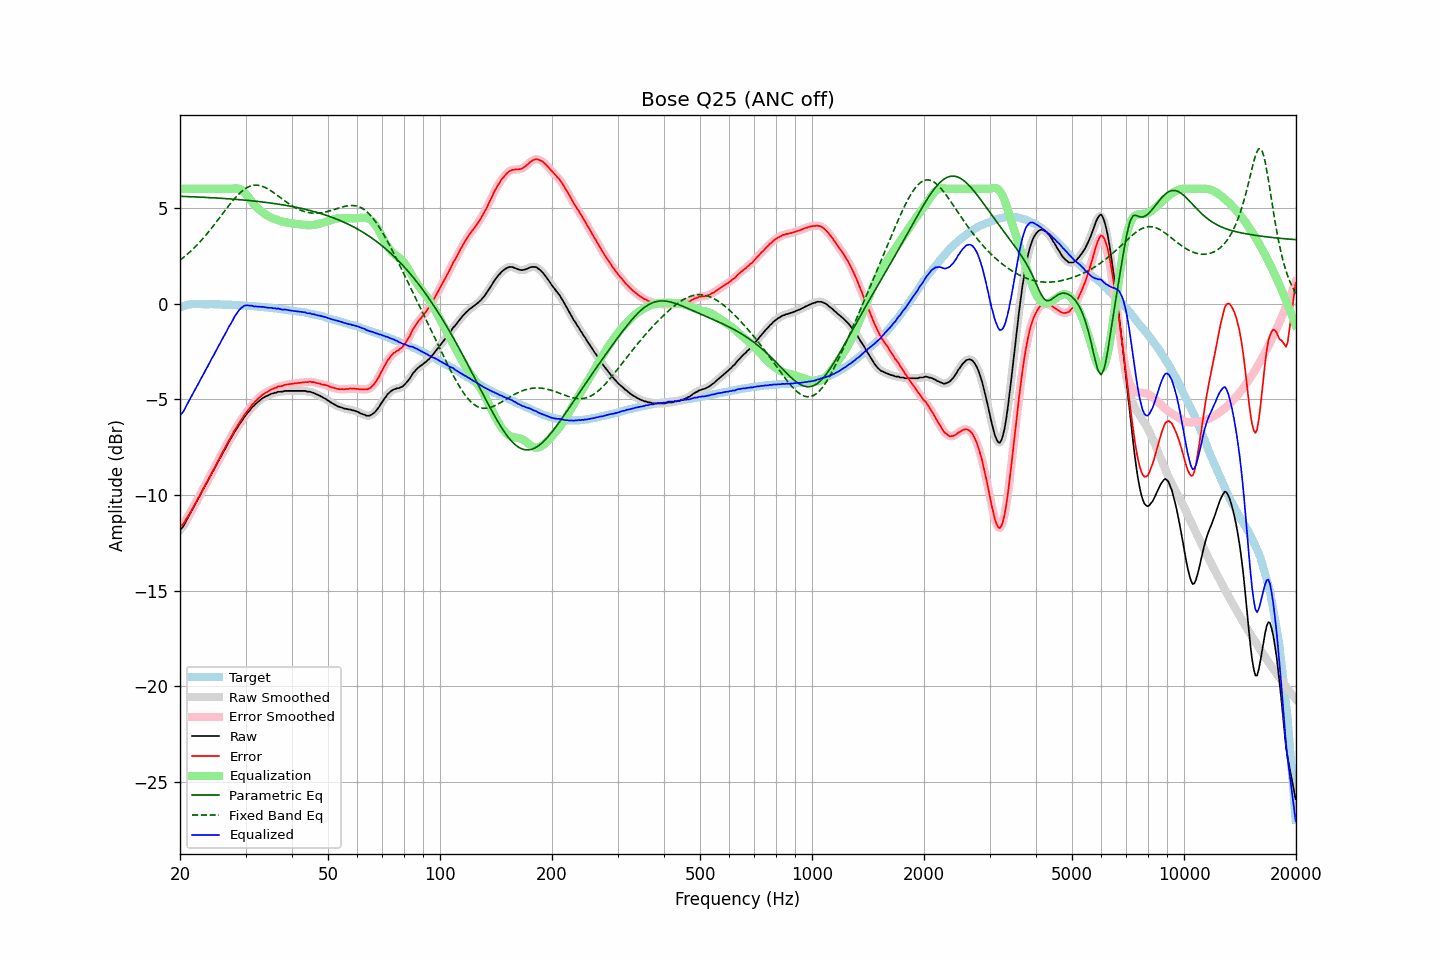 Bose Q25 (ANC off)
Amplitude (dBr)
5
0
−5
−10
−15
−20
−25
Target
Raw Smoothed
Error Smoothed
Raw
Error
Equalization
Parametric Eq
Fixed Band Eq
Equalized
20 50 100 200 500 1000 2000 5000 10000 20000
Frequency (Hz)